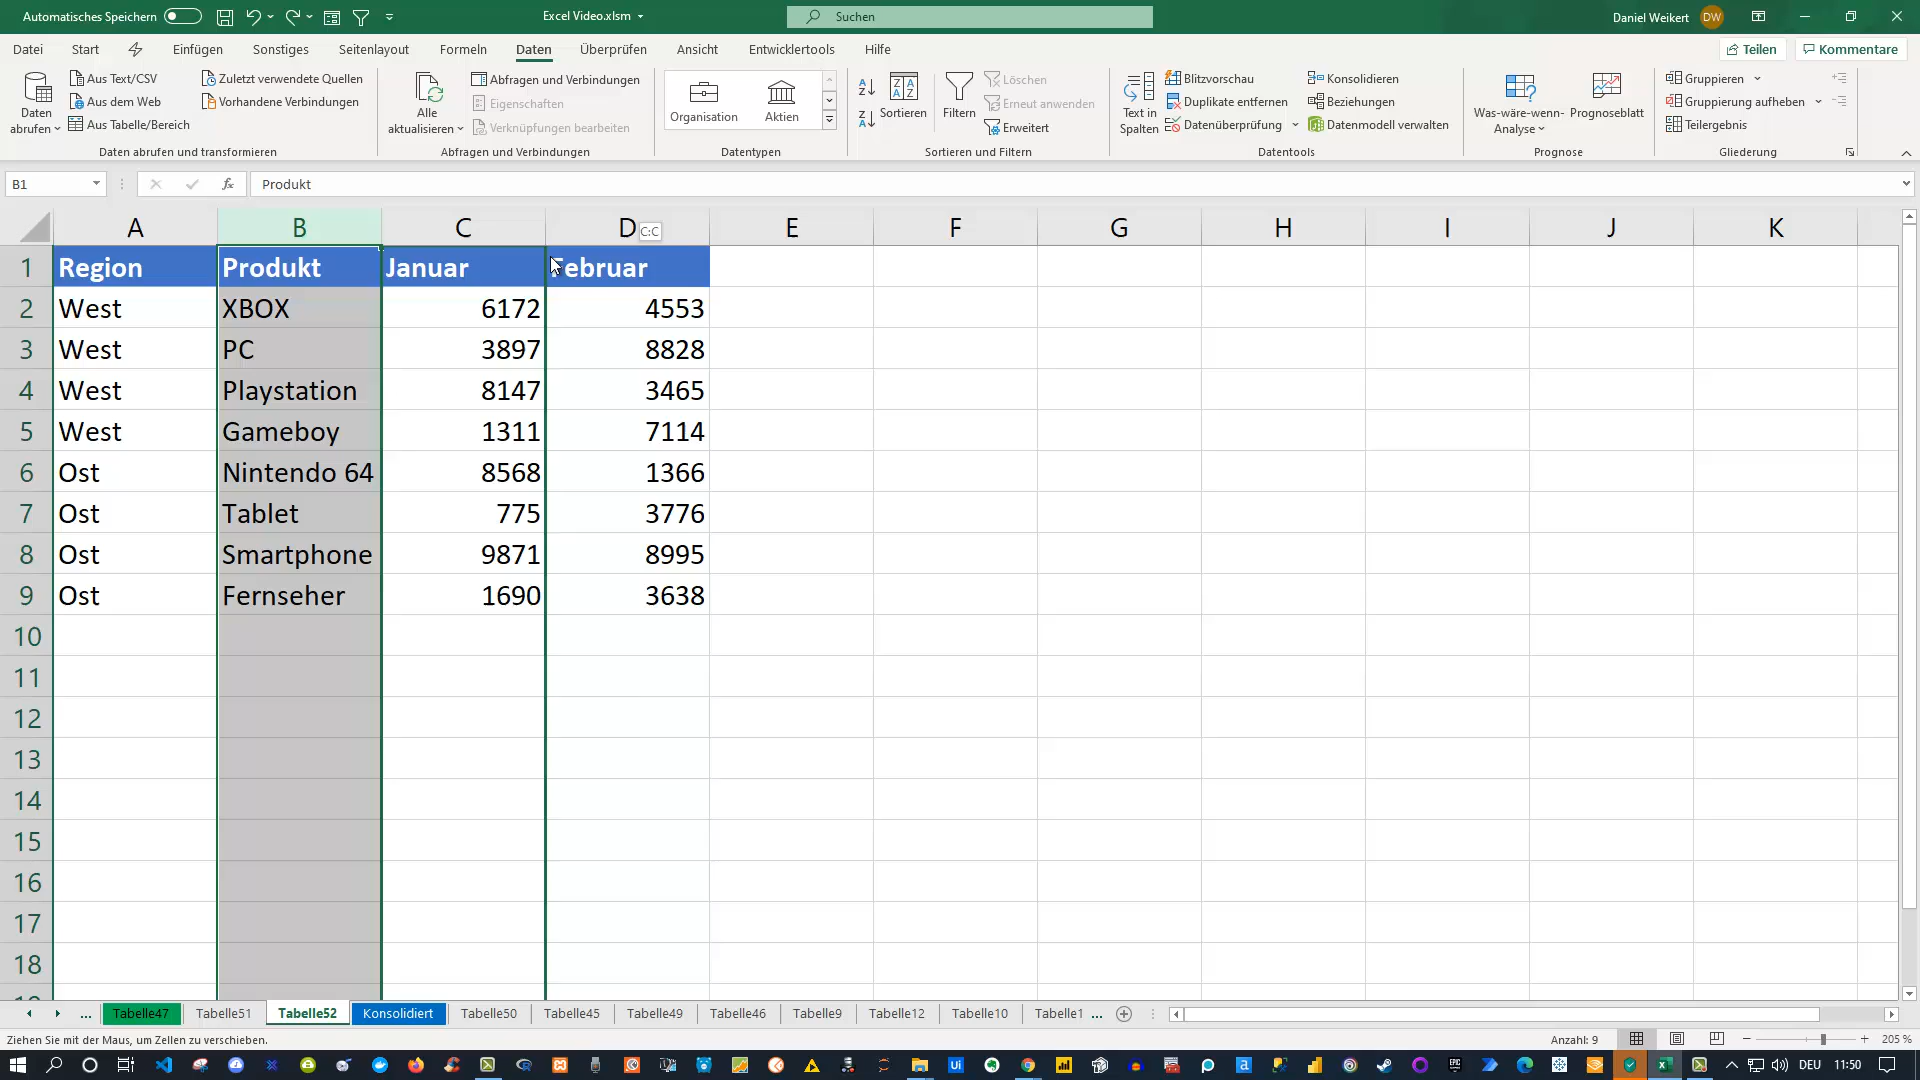 Automatisches Speichern
Excel Video.xlsm
Suchen
Daniel Weikert
DW
Datei Start Einfügen Sonstiges Seitenlayout Formeln Daten Überprüfen Ansicht Entwicklertools Hilfe
Teilen
Kommentare
Daten abrufen
Aus Text/CSV
Aus dem Web
Aus Tabelle/Bereich
Zuletzt verwendete Quellen
Vorhandene Verbindungen
Daten abrufen und transformieren
Alle aktualisieren
Abfragen und Verbindungen
Eigenschaften
Verknüpfungen bearbeiten
Abfragen und Verbindungen
Organisation
Aktien
Datentypen
Sortieren
Filtern
Löschen
Erneut anwenden
Erweitert
Sortieren und Filtern
Text in Spalten
Blitzvorschau
Duplikate entfernen
Datenüberprüfung
Konsolidieren
Beziehungen
Datenmodell verwalten
Datentools
Was-wäre-wenn-Analyse
Prognoseblatt
Prognose
Gruppieren
Gruppierung aufheben
Teilergebnis
Gliederung
B1
fx
Produkt
A B C D E F G H I J K
C:C
1 Region Produkt Januar Februar
2 West XBOX 6172 4553
3 West PC 3897 8828
4 West Playstation 8147 3465
5 West Gameboy 1311 7114
6 Ost Nintendo 64 8568 1366
7 Ost Tablet 775 3776
8 Ost Smartphone 9871 8995
9 Ost Fernseher 1690 3638
10
11
12
13
14
15
16
17
18
... Tabelle47 Tabelle51 Tabelle52 Konsolidiert Tabelle50 Tabelle45 Tabelle49 Tabelle46 Tabelle9 Tabelle12 Tabelle10 Tabelle1 ...
Ziehen Sie mit der Maus, um Zellen zu verschieben.
Anzahl: 9
205 %
DEU
11:50